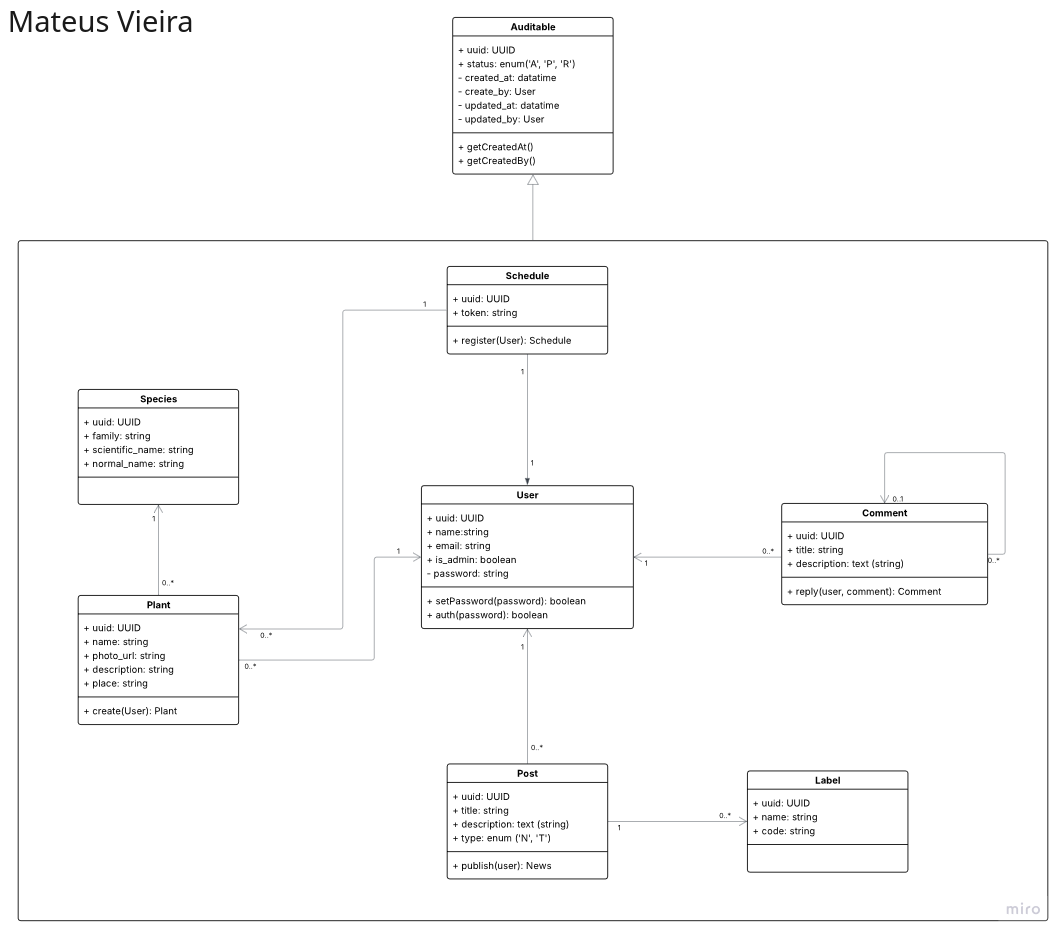 Mateus Vieira
Auditable
+ uuid: UUID
+ status: enum('A', 'P', 'R')
- created_at: datatime
- create_by: User
- updated_at: datatime
- updated_by: User
+ getCreatedAt()
+ getCreatedBy()
Schedule
+ uuid: UUID
+ token: string
+ register(User): Schedule
1
1
1
Species
+ uuid: UUID
+ family: string
+ scientific_name: string
+ normal_name: string
1
0..*
User
+ uuid: UUID
+ name:string
+ email: string
+ is_admin: boolean
- password: string
+ setPassword(password): boolean
+ auth(password): boolean
1
1
0..*
1
0..*
Comment
+ uuid: UUID
+ title: string
+ description: text (string)
+ reply(user, comment): Comment
0..1
0..*
Plant
+ uuid: UUID
+ name: string
+ photo_url: string
+ description: string
+ place: string
+ create(User): Plant
0..*
0..*
Post
+ uuid: UUID
+ title: string
+ description: text (string)
+ type: enum ('N', 'T')
+ publish(user): News
1
0..*
Label
+ uuid: UUID
+ name: string
+ code: string
miro